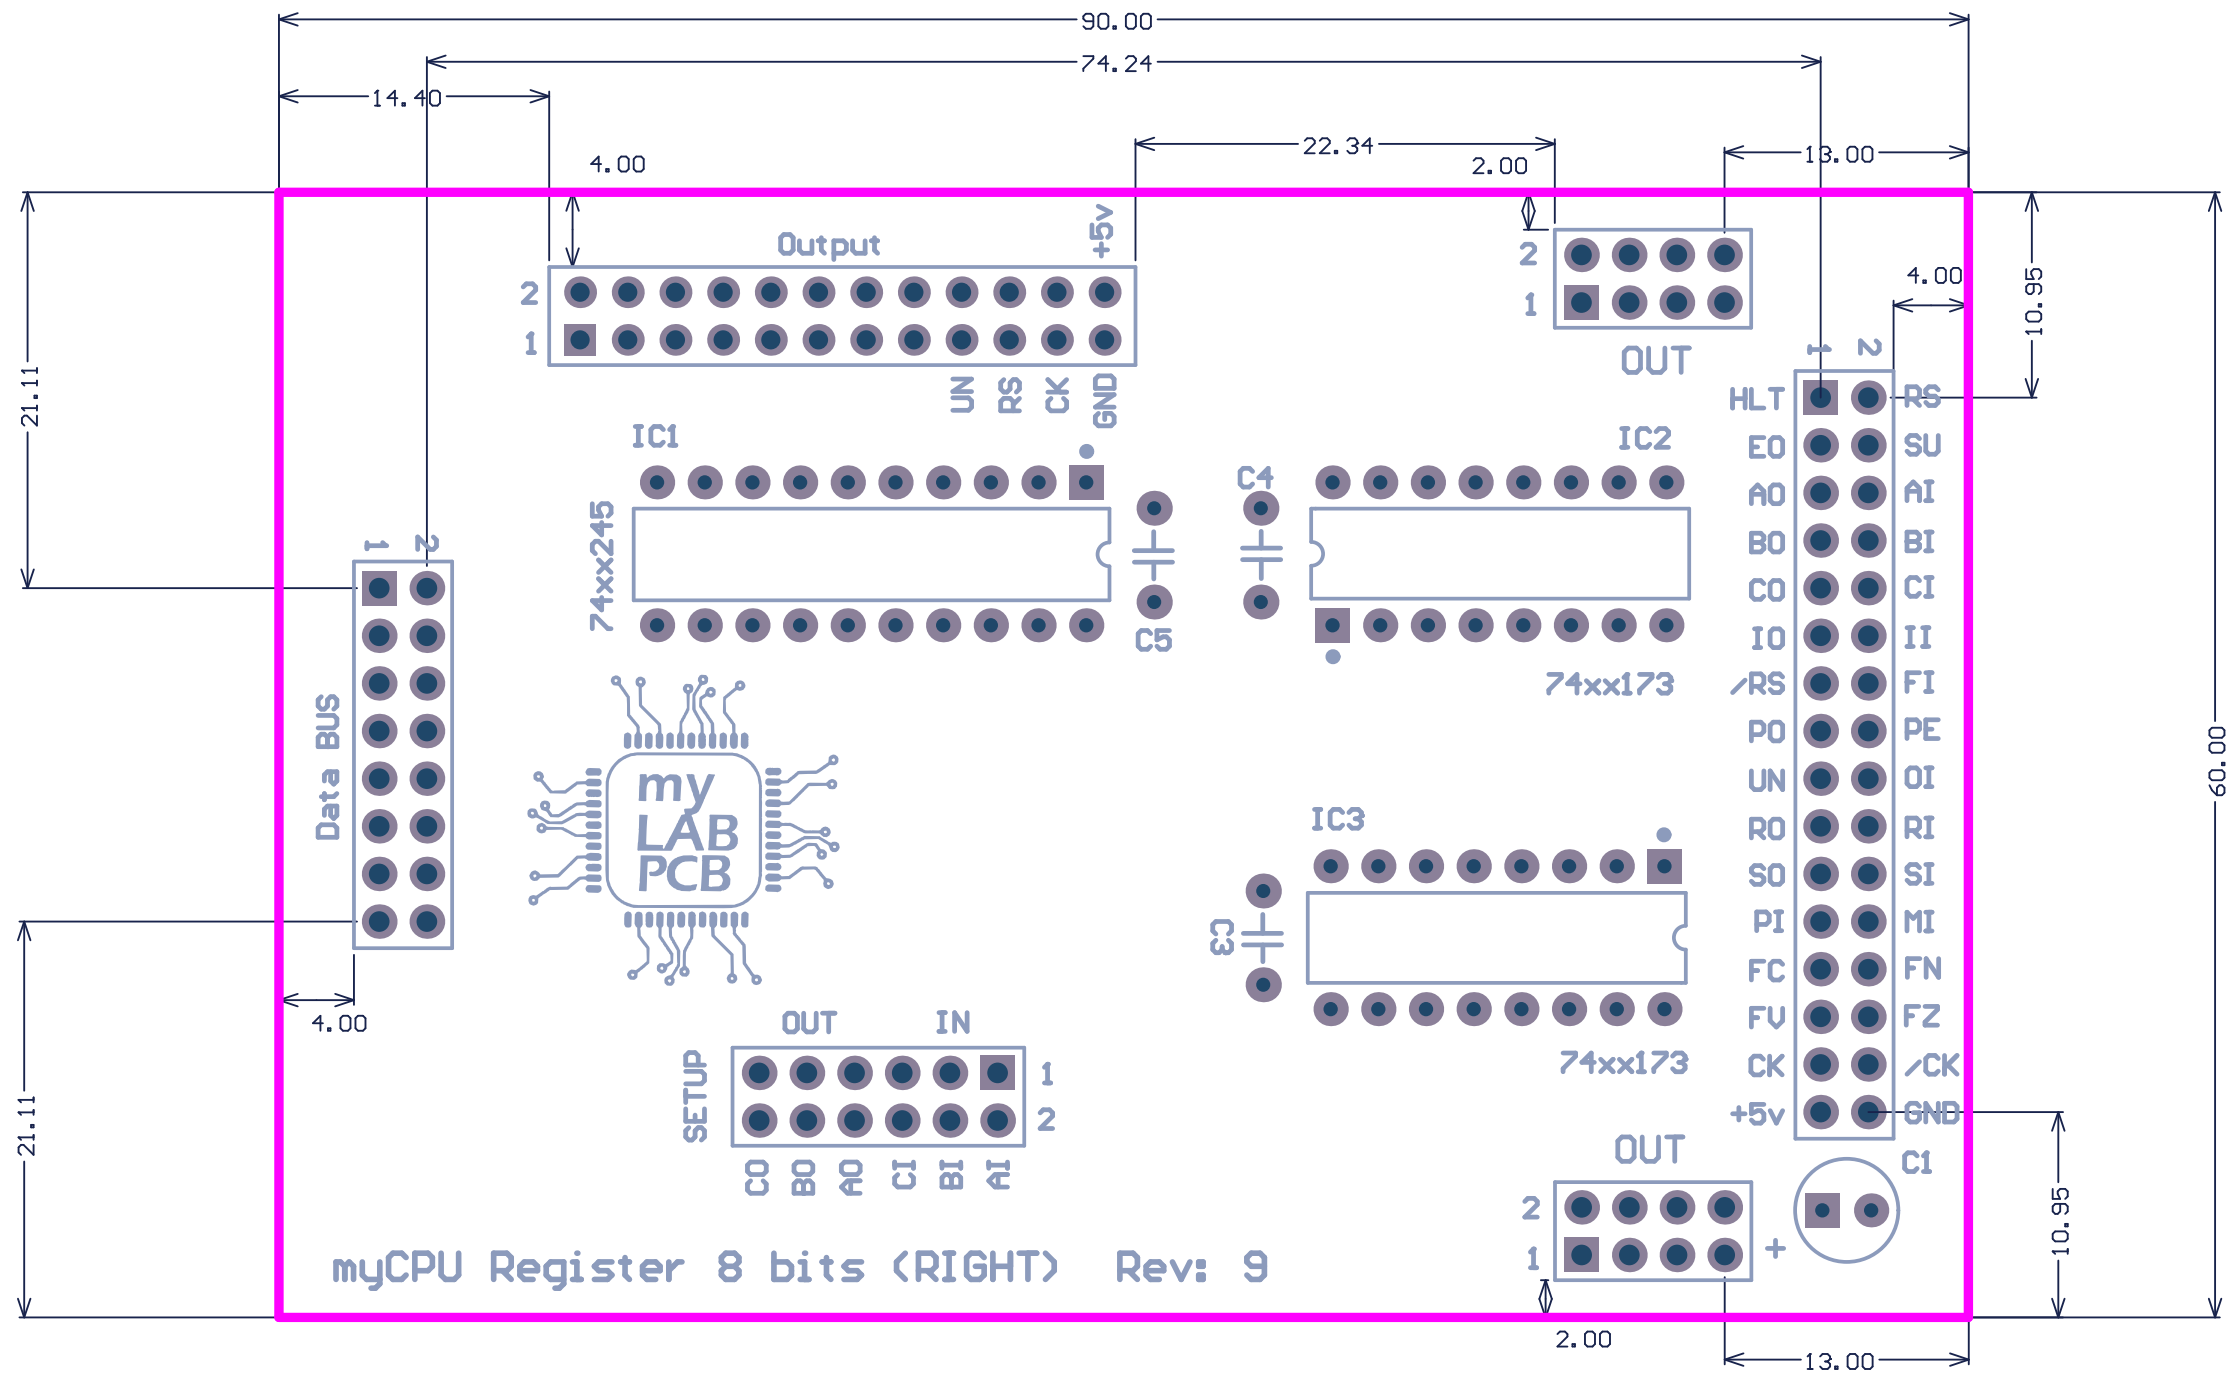 90.00
74.24
14.40
22.34
13.00
4.00
2.00
+5v
Output
2
1
UN
RS
CK
GND
2
1
OUT
4.00
10.95
21.11
60.00
1
2
HLT
RS
EO
SU
AO
AI
BO
BI
CO
CI
IO
II
/RS
FI
PO
PE
UN
OI
RO
RI
SO
SI
PI
MI
FC
FN
FV
FZ
CK
/CK
+5v
GND
IC1
74xx245
C5
C4
IC2
74xx173
1
2
Data BUS
my
LAB
PCB
IC3
C3
74xx173
4.00
21.11
OUT
IN
SETUP
1
2
CO
BO
AO
CI
BI
AI
OUT
2
1
C1
+
10.95
myCPU Register 8 bits (RIGHT) Rev: 9
2.00
13.00